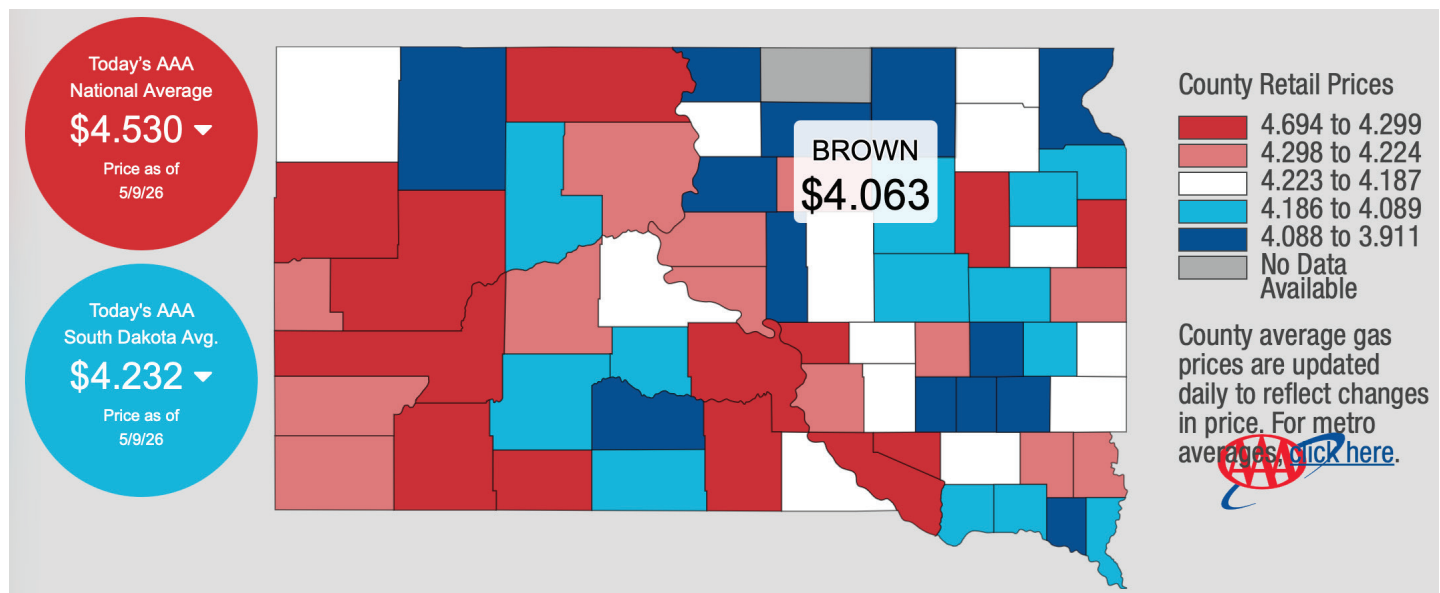 Today's AAA
National Average
$4.530
Price as of
5/9/26
Today's AAA
South Dakota Avg.
$4.232
Price as of
5/9/26
BROWN
$4.063
County Retail Prices
4.694 to 4.299
4.298 to 4.224
4.223 to 4.187
4.186 to 4.089
4.088 to 3.911
No Data
Available
County average gas
prices are updated
daily to reflect changes
in price. For metro
averages, click here.
AAA